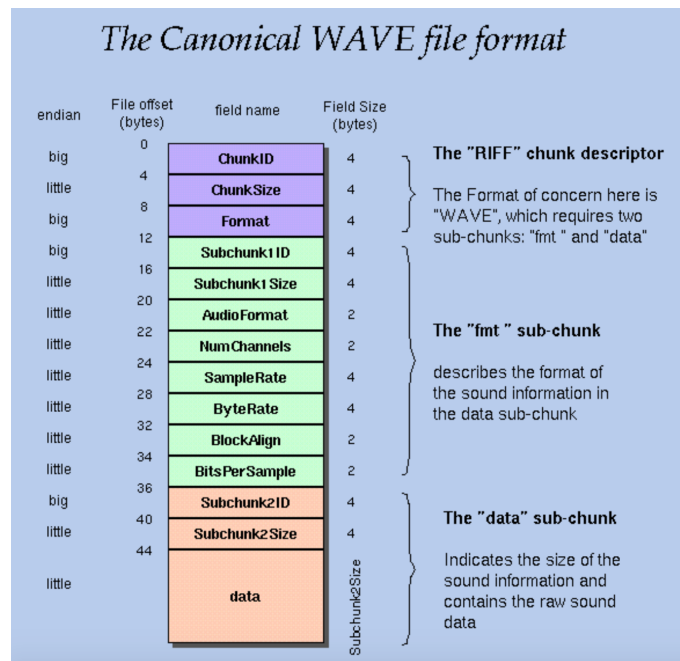 The Canonical WAVE file format
endian
File offset
(bytes)
field name
Field Size
(bytes)
0
big
ChunkID
4
4
little
ChunkSize
4
8
big
Format
4
12
big
Subchunk1ID
4
16
little
Subchunk1Size
4
20
little
AudioFormat
2
22
little
NumChannels
2
24
little
SampleRate
4
28
little
ByteRate
4
32
little
BlockAlign
2
34
little
BitsPerSample
2
36
big
Subchunk2ID
4
40
little
Subchunk2Size
4
44
little
data
Subchunk2Size
The "RIFF" chunk descriptor
The Format of concern here is
"WAVE", which requires two
sub-chunks: "fmt " and "data"
The "fmt " sub-chunk
describes the format of
the sound information in
the data sub-chunk
The "data" sub-chunk
Indicates the size of the
sound information and
contains the raw sound
data